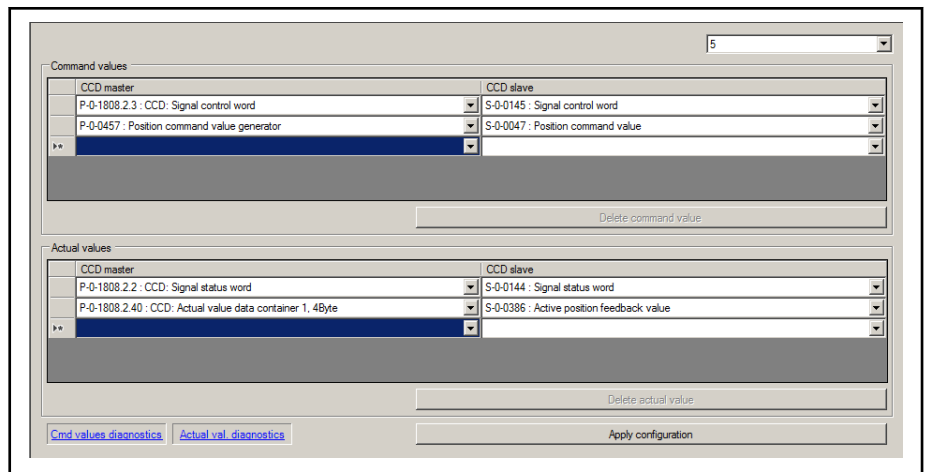 5
Command values
CCD master CCD slave
P-0-1808.2.3 : CCD: Signal control word S-0-0145 : Signal control word
P-0-0457 : Position command value generator S-0-0047 : Position command value
Delete command value
Actual values
CCD master CCD slave
P-0-1808.2.2 : CCD: Signal status word S-0-0144 : Signal status word
P-0-1808.2.40 : CCD: Actual value data container 1, 4Byte S-0-0386 : Active position feedback value
Delete actual value
Cmd values diagnostics Actual val. diagnostics Apply configuration